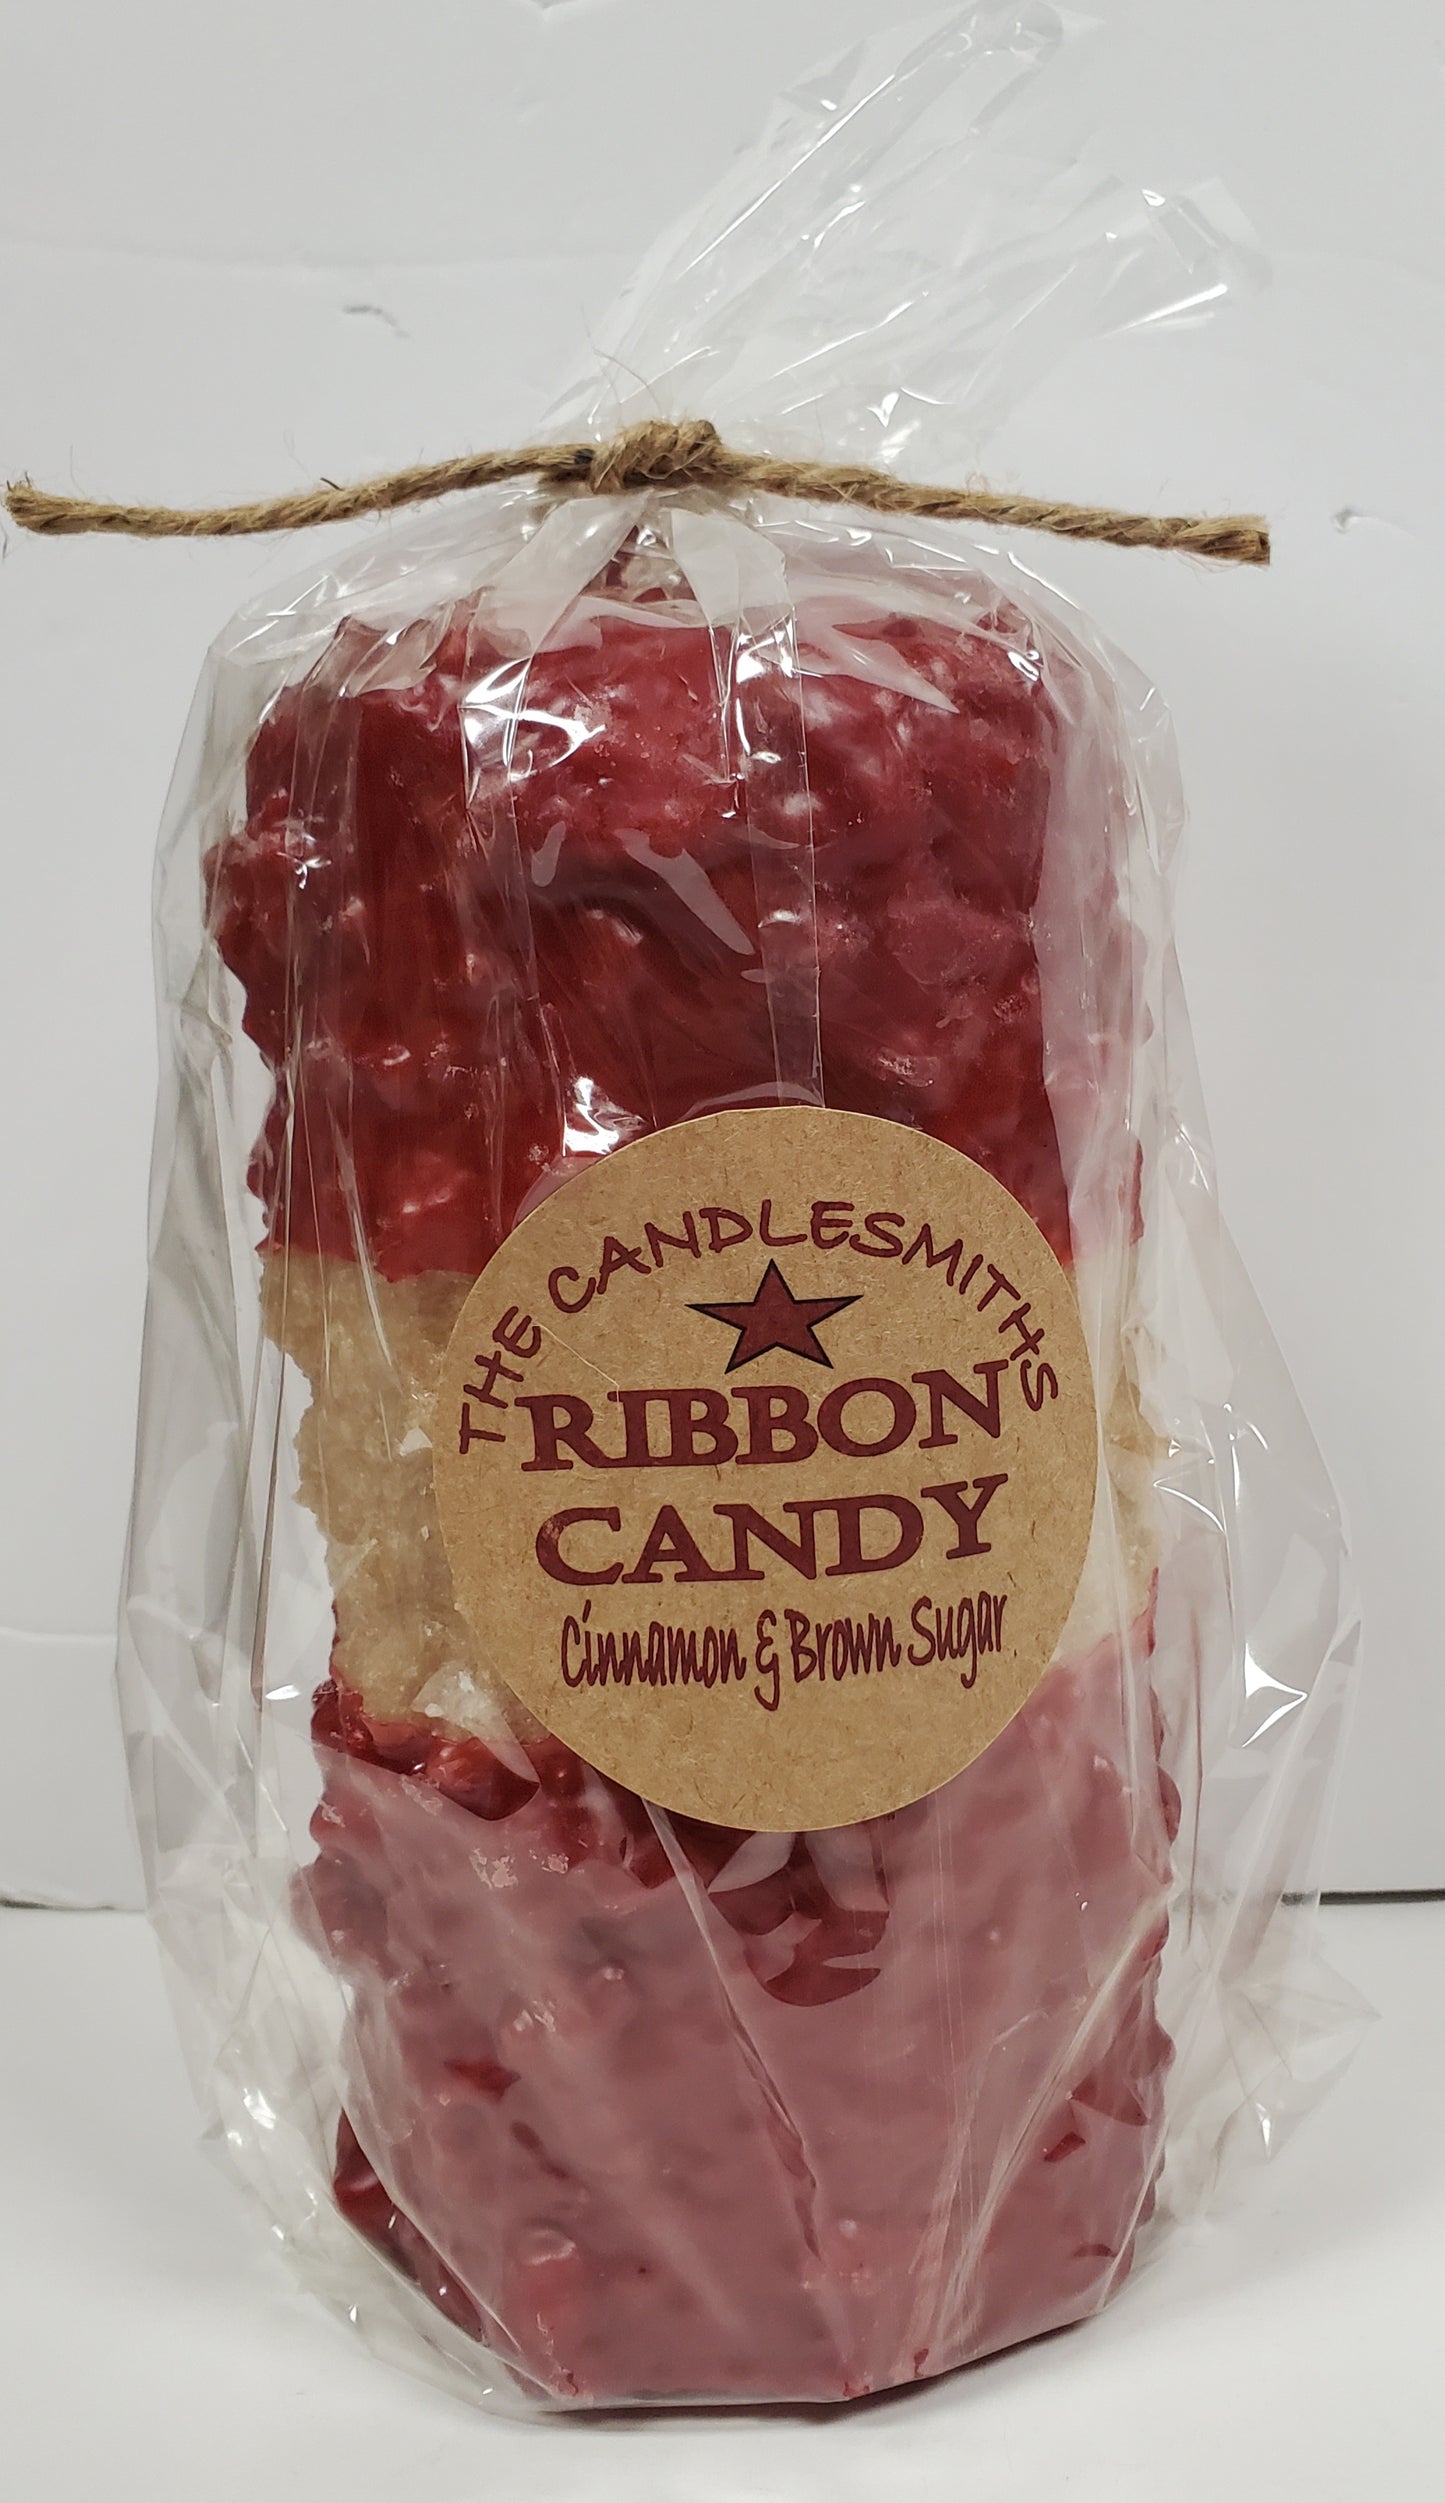 THE CANDLESMITHS
RIBBON
CANDY
Cinnamon & Brown Sugar